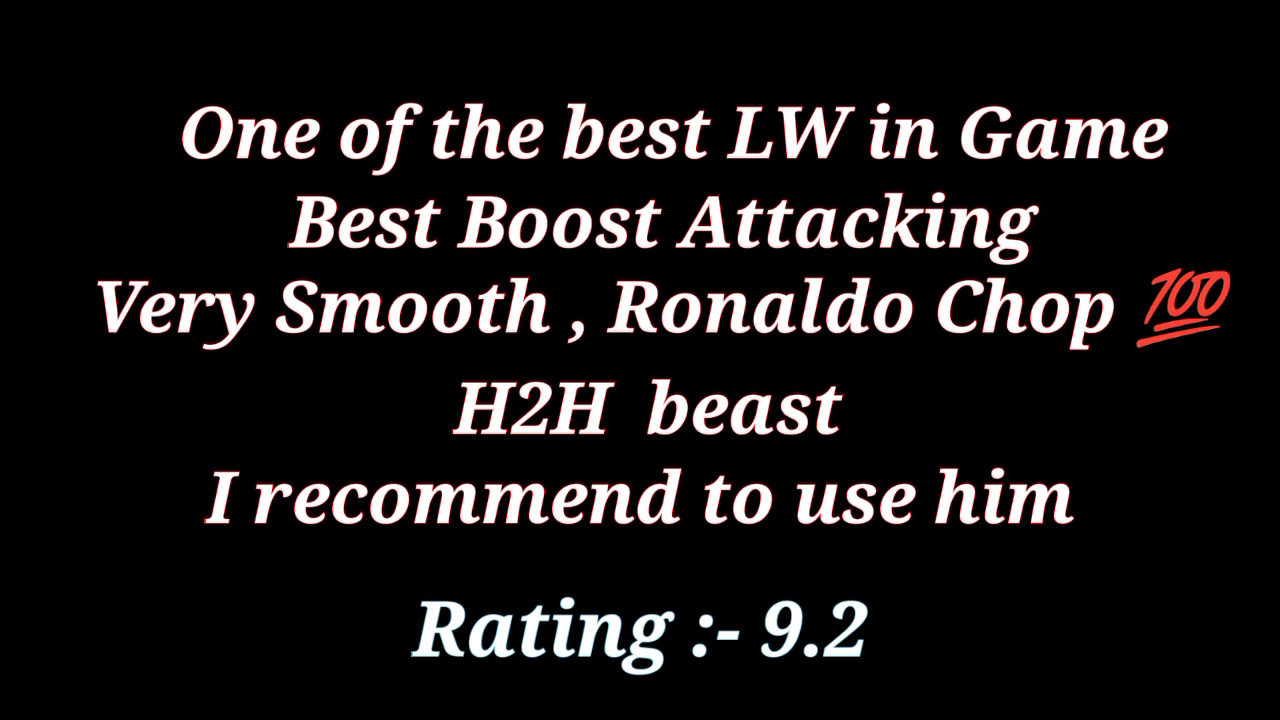 One of the best LW in Game
Best Boost Attacking
Very Smooth , Ronaldo Chop 💯
H2H beast
I recommend to use him
Rating :- 9.2